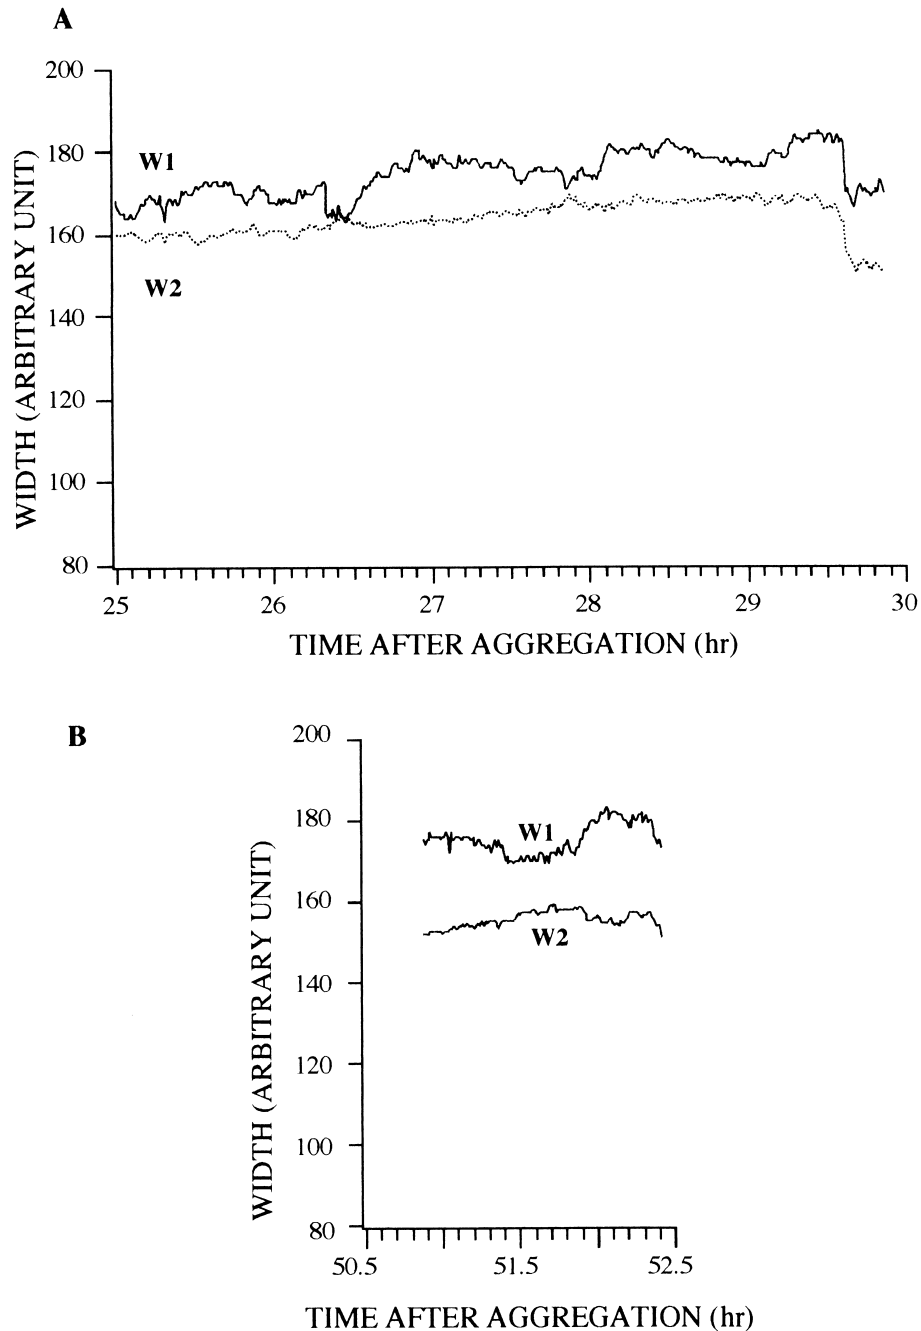 A
200
180
160
140
120
100
80
WIDTH (ARBITRARY UNIT)
W1
W2
25 26 27 28 29 30
TIME AFTER AGGREGATION (hr)
B
200
180
160
140
120
100
80
WIDTH (ARBITRARY UNIT)
W1
W2
50.5 51.5 52.5
TIME AFTER AGGREGATION (hr)